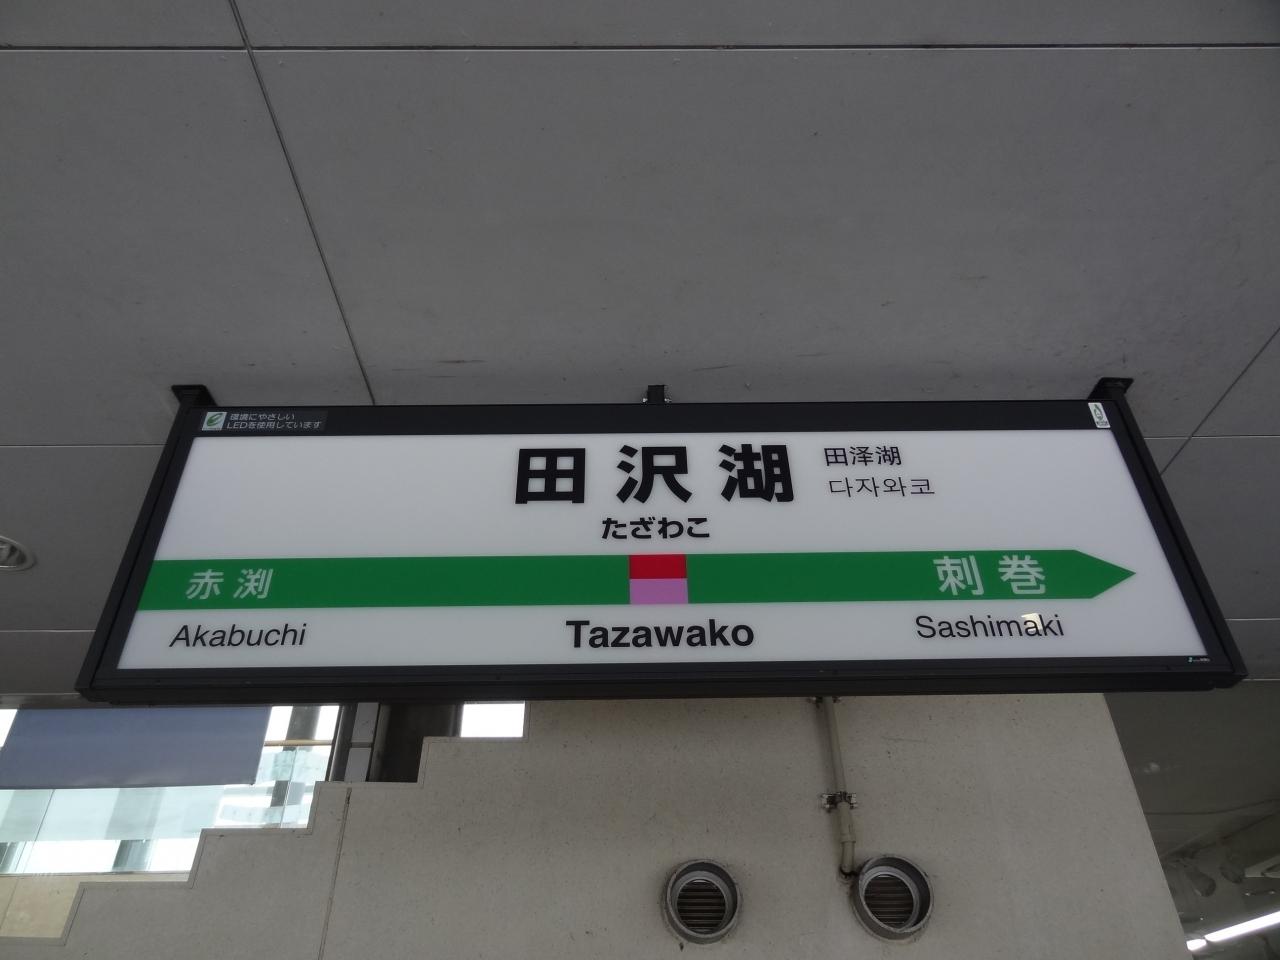 環境にやさしい
LEDを使用しています
田沢湖
田泽湖
다자와코
たざわこ
赤渕
刺巻
Akabuchi
Tazawako
Sashimaki